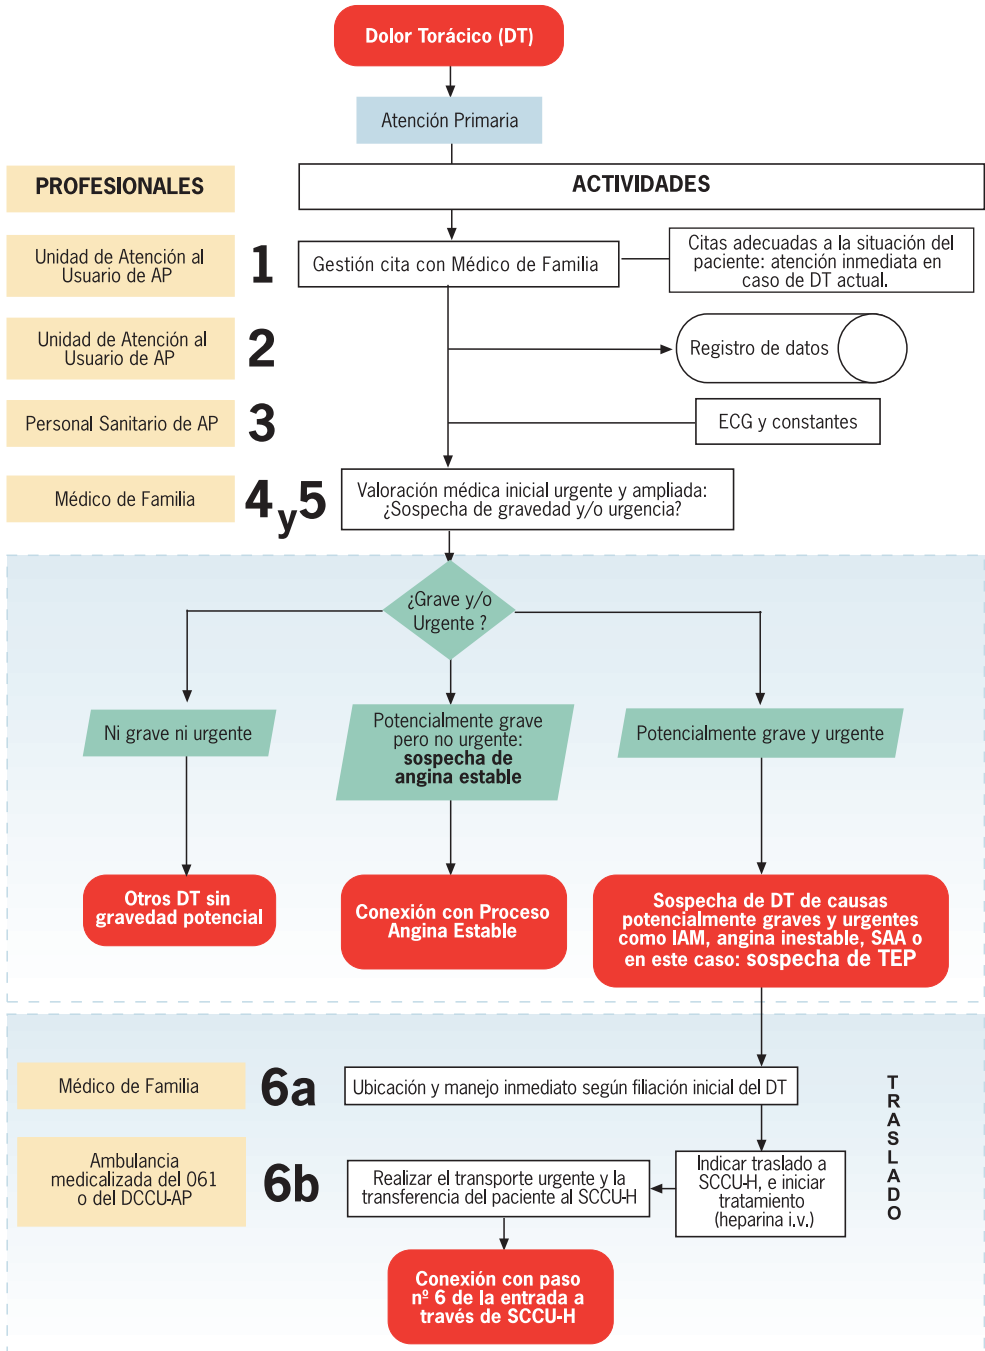 Dolor Torácico (DT)
Atención Primaria
PROFESIONALES
ACTIVIDADES
Unidad de Atención al
Usuario de AP
1
Gestión cita con Médico de Familia
Citas adecuadas a la situación del
paciente: atención inmediata en
caso de DT actual.
Unidad de Atención al
Usuario de AP
2
Registro de datos
Personal Sanitario de AP
3
ECG y constantes
Médico de Familia
4 y 5
Valoración médica inicial urgente y ampliada:
¿Sospecha de gravedad y/o urgencia?
¿Grave y/o
Urgente ?
Ni grave ni urgente
Potencialmente grave
pero no urgente:
sospecha de
angina estable
Potencialmente grave y urgente
Otros DT sin
gravedad potencial
Conexión con Proceso
Angina Estable
Sospecha de DT de causas
potencialmente graves y urgentes
como IAM, angina inestable, SAA o
en este caso: sospecha de TEP
Médico de Familia
6a
Ubicación y manejo inmediato según filiación inicial del DT
TRASLADO
Ambulancia
medicalizada del 061
o del DCCU-AP
6b
Realizar el transporte urgente y la
transferencia del paciente al SCCU-H
Indicar traslado a
SCCU-H, e iniciar
tratamiento
(heparina i.v.)
Conexión con paso
nº 6 de la entrada a
través de SCCU-H